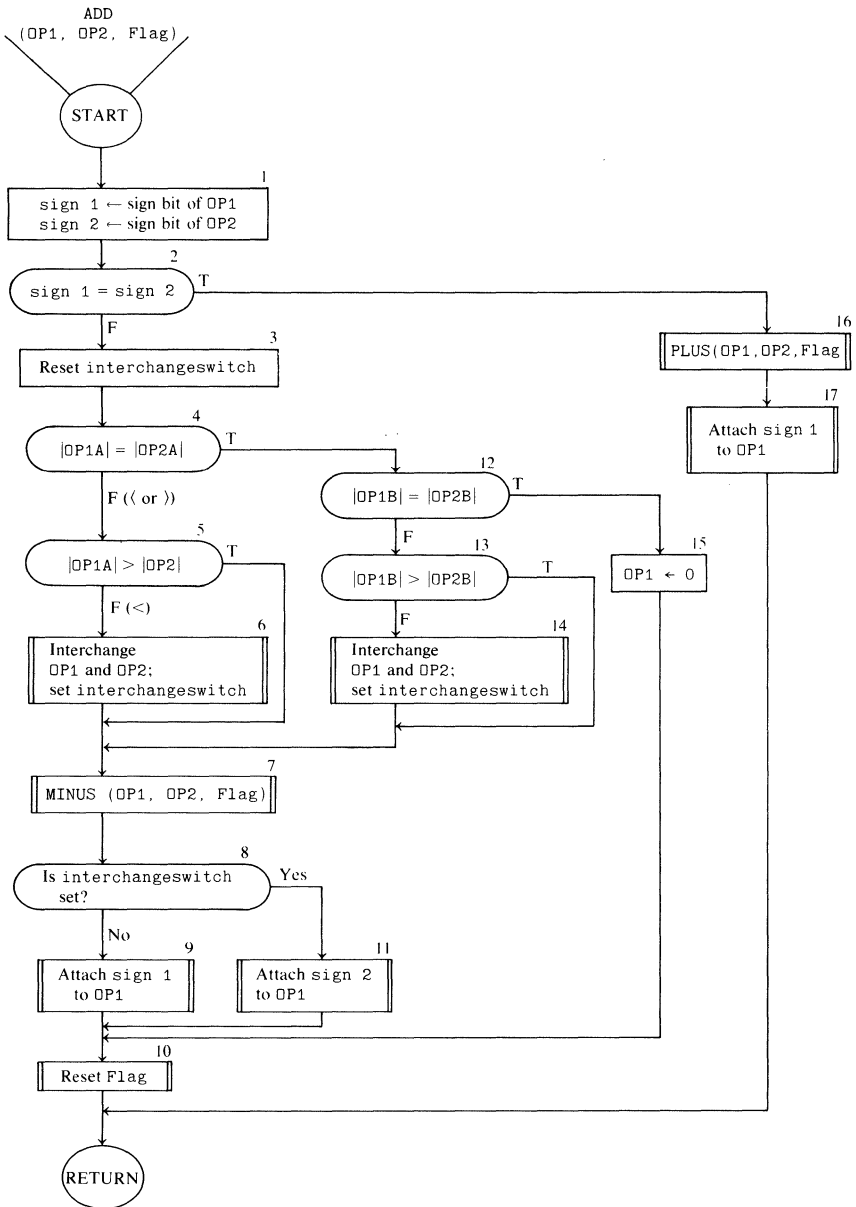 ADD
(OP1, OP2, Flag)
START
1
sign 1 ← sign bit of OP1
sign 2 ← sign bit of OP2
2
sign 1 = sign 2
T
F
3
Reset interchangeswitch
16
PLUS(OP1,OP2,Flag
17
Attach sign 1
to OP1
4
|OP1A| = |OP2A|
T
F (⟨ or ⟩)
12
|OP1B| = |OP2B|
T
F
5
|OP1A| > |OP2|
T
F (<)
13
|OP1B| > |OP2B|
T
F
15
OP1 ← 0
6
Interchange
OP1 and OP2;
set interchangeswitch
14
Interchange
OP1 and OP2;
set interchangeswitch
7
MINUS (OP1, OP2, Flag)
8
Is interchangeswitch
set?
Yes
No
9
Attach sign 1
to OP1
11
Attach sign 2
to OP1
10
Reset Flag
RETURN